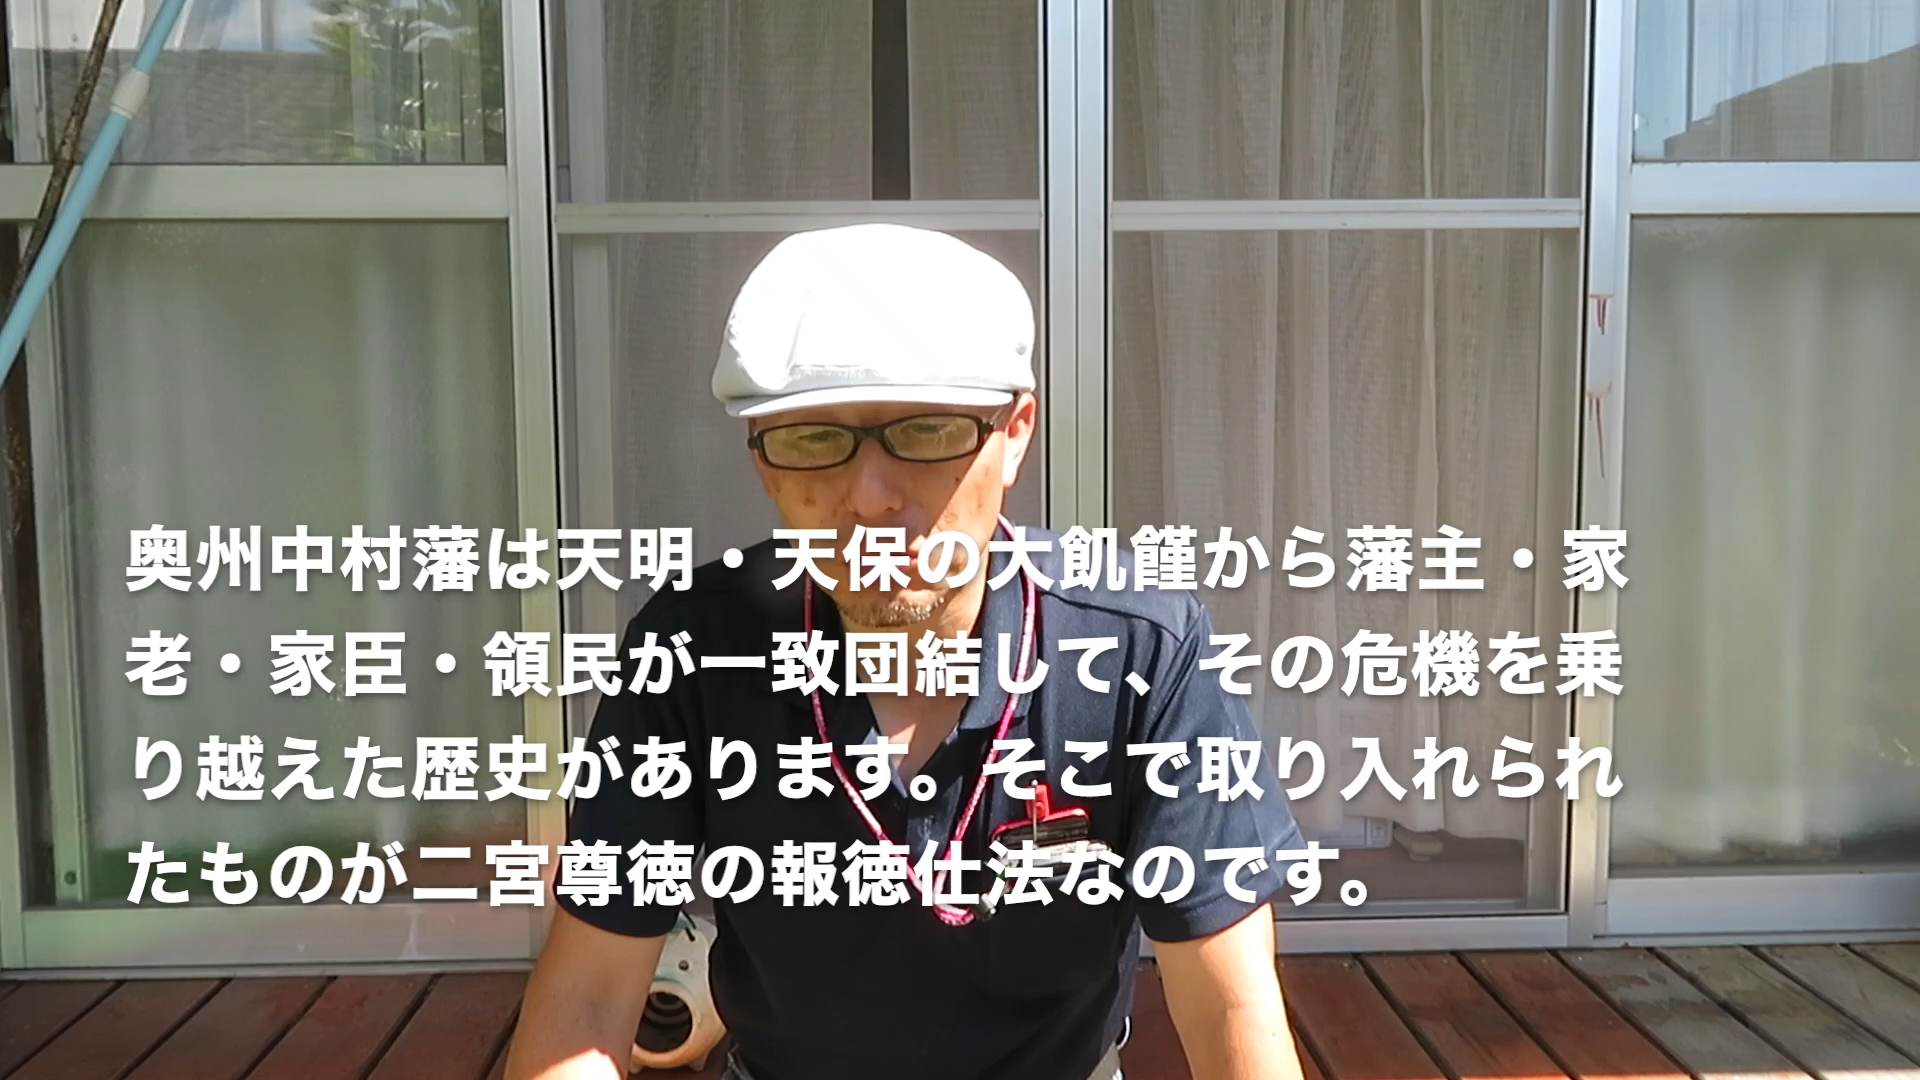 奥州中村藩は天明・天保の大飢饉から藩主・家
老・家臣・領民が一致団結して、その危機を乗
り越えた歴史があります。そこで取り入れられ
たものが二宮尊徳の報徳仕法なのです。